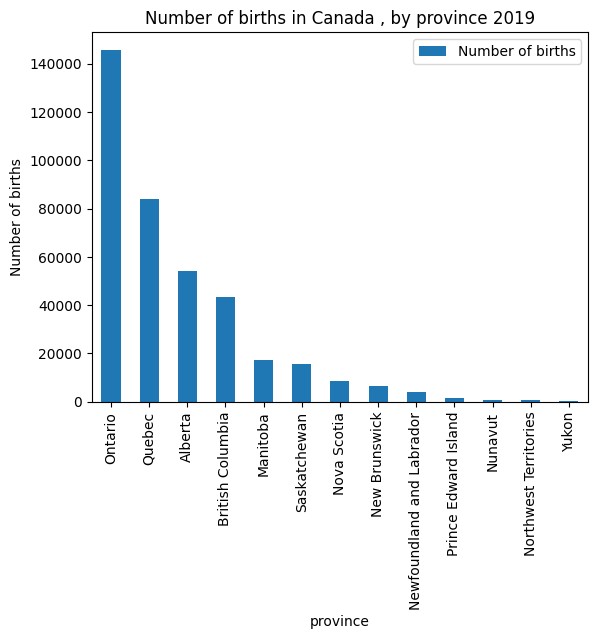 Number of births in Canada , by province 2019
Number of births
Number of births
140000
120000
100000
80000
60000
40000
20000
0
Ontario
Quebec
Alberta
British Columbia
Manitoba
Saskatchewan
Nova Scotia
New Brunswick
Newfoundland and Labrador
Prince Edward Island
Nunavut
Northwest Territories
Yukon
province